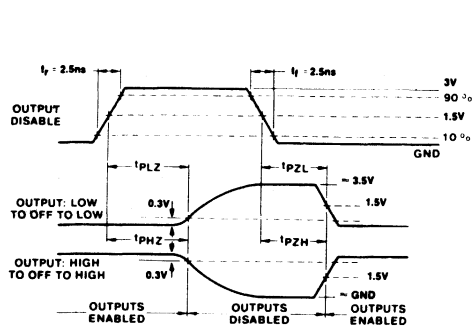 tr = 2.5ns
tf = 2.5ns
3V
90 %
1.5V
10 %
GND
OUTPUT
DISABLE
tPLZ
tPZL
≈ 3.5V
0.3V
1.5V
OUTPUT: LOW
TO OFF TO LOW
tPHZ
tPZH
OUTPUT: HIGH
TO OFF TO HIGH
0.3V
1.5V
≈ GND
OUTPUTS
ENABLED
OUTPUTS
DISABLED
OUTPUTS
ENABLED